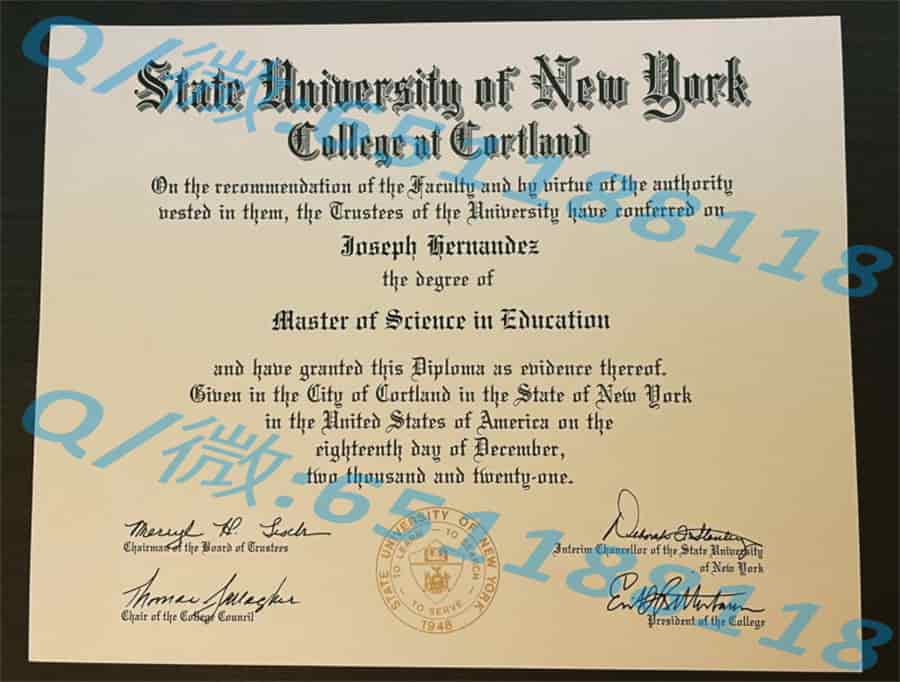 State University of New York
College at Cortland
On the recommendation of the Faculty and by virtue of the authority
vested in them, the Trustees of the University have conferred on
Joseph Hernandez
the degree of
Master of Science in Education
and have granted this Diploma as evidence thereof.
Given in the City of Cortland in the State of New York
in the United States of America on the
eighteenth day of December,
two thousand and twenty-one.
Merryl H. Tisch
Chairman of the Board of Trustees
Interim Chancellor of the State University
of New York
Thomas Gallagher
Chair of the College Council
President of the College
STATE UNIVERSITY OF NEW YORK
TO LEARN — TO SEARCH
TO SERVE
1948
Q/微:65118118
Q/微:65118118